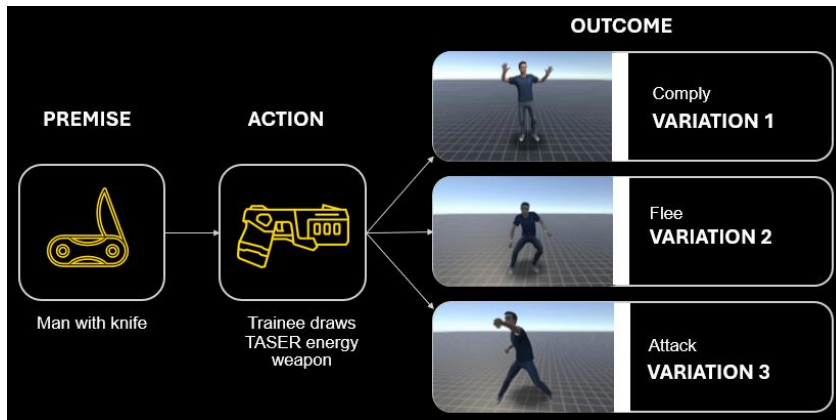 OUTCOME
PREMISE
ACTION
Comply
VARIATION 1
Flee
VARIATION 2
Man with knife
Trainee draws
TASER energy
weapon
Attack
VARIATION 3